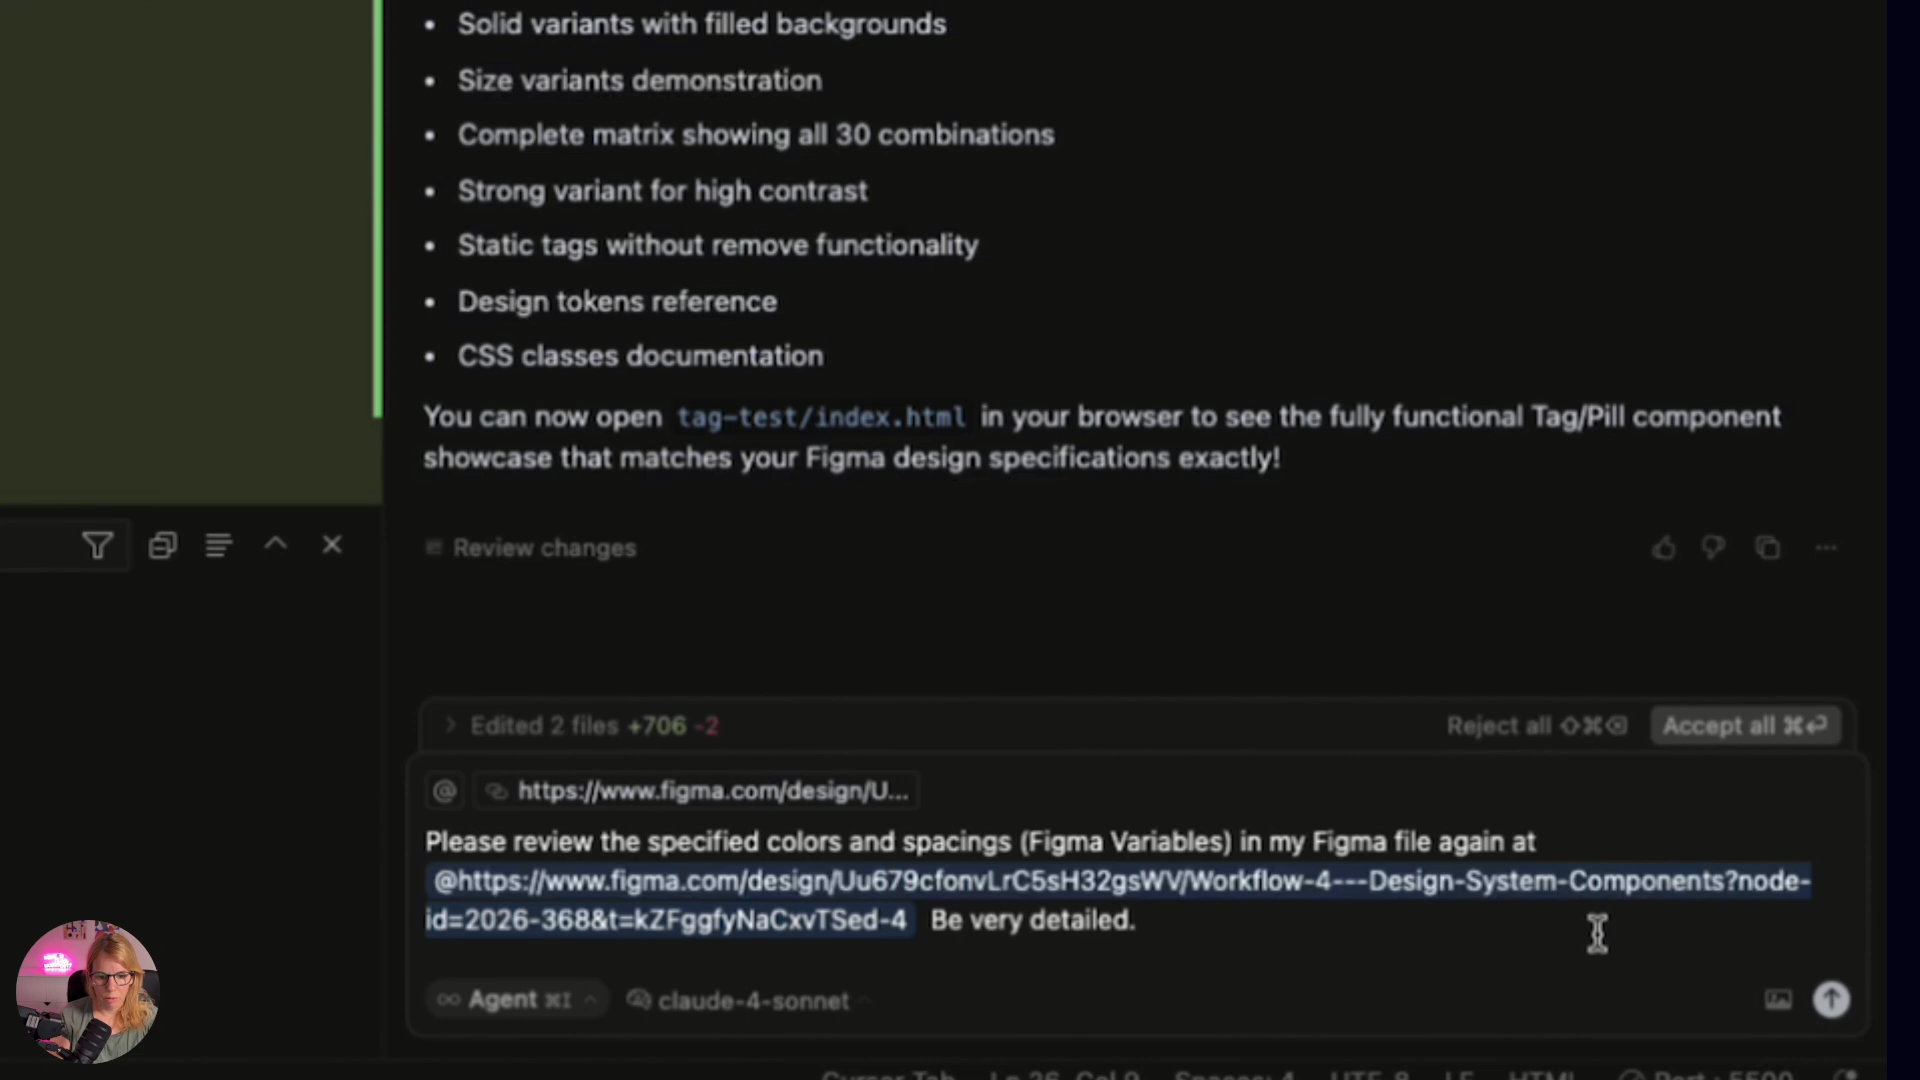 Solid variants with filled backgrounds
Size variants demonstration
Complete matrix showing all 30 combinations
Strong variant for high contrast
Static tags without remove functionality
Design tokens reference
CSS classes documentation
You can now open tag-test/index.html in your browser to see the fully functional Tag/Pill component
showcase that matches your Figma design specifications exactly!
Review changes
Edited 2 files +706 -2
Reject all ⇧⌘⌫ Accept all ⌘⏎
@ https://www.figma.com/design/U...
Please review the specified colors and spacings (Figma Variables) in my Figma file again at
@https://www.figma.com/design/Uu679cfonvLrC5sH32gsWV/Workflow-4---Design-System-Components?node-
id=2026-368&t=kZFggfyNaCxvTSed-4 Be very detailed.
Agent ⌘I claude-4-sonnet